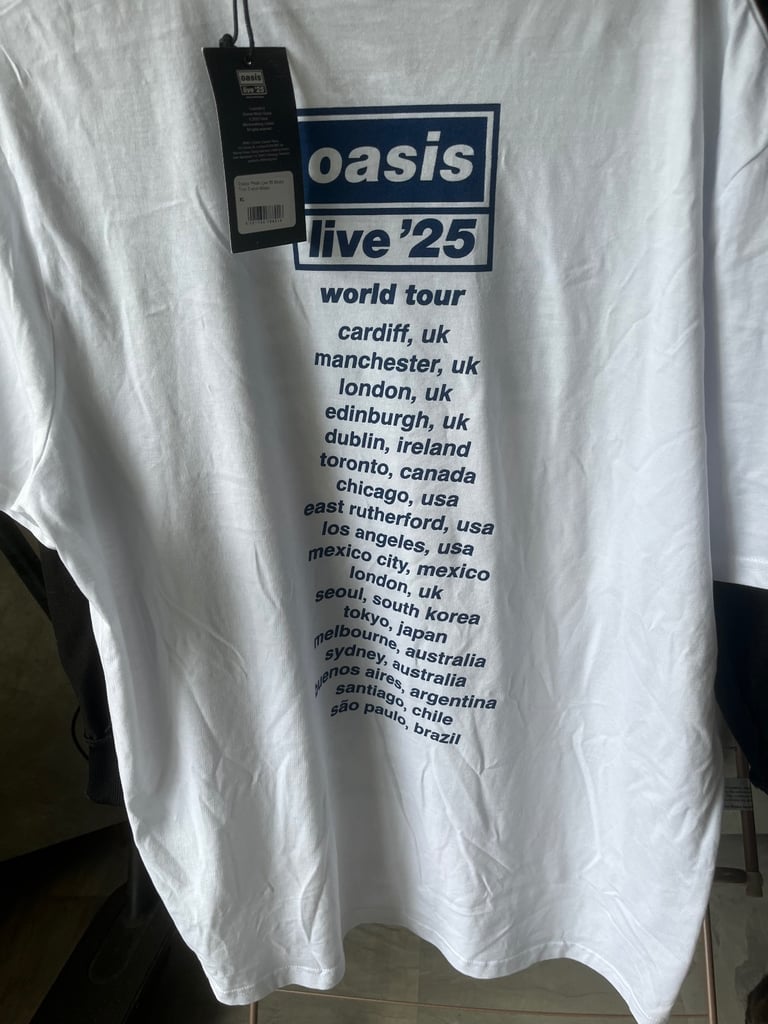 oasis
live '25
XL
oasis
live '25
world tour
cardiff, uk
manchester, uk
london, uk
edinburgh, uk
dublin, ireland
toronto, canada
chicago, usa
east rutherford, usa
los angeles, usa
mexico city, mexico
london, uk
seoul, south korea
tokyo, japan
melbourne, australia
sydney, australia
buenos aires, argentina
santiago, chile
são paulo, brazil